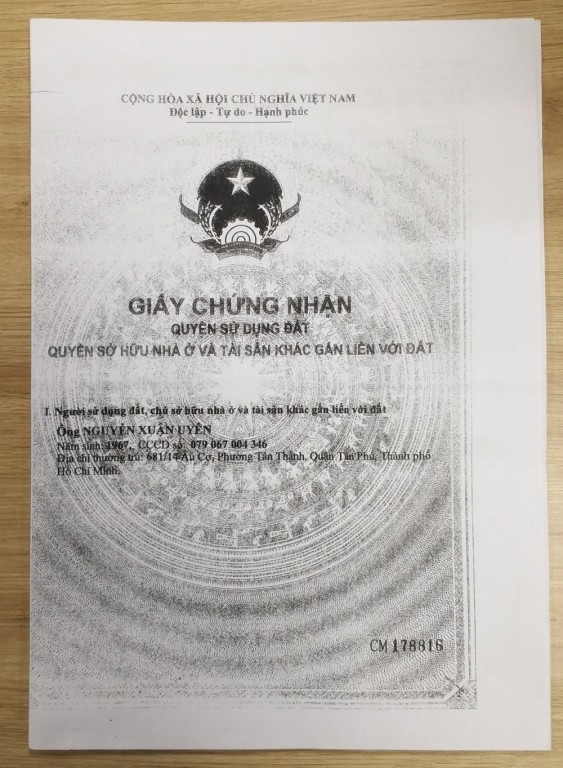 CỘNG HÒA XÃ HỘI CHỦ NGHĨA VIỆT NAM
Độc lập - Tự do - Hạnh phúc
GIẤY CHỨNG NHẬN
QUYỀN SỬ DỤNG ĐẤT
QUYỀN SỞ HỮU NHÀ Ở VÀ TÀI SẢN KHÁC GẮN LIỀN VỚI ĐẤT
I. Người sử dụng đất, chủ sở hữu nhà ở và tài sản khác gắn liền với đất
Ông NGUYỄN XUÂN UYÊN
Năm sinh: 1967, CCCD số: 079 067 004 346
Địa chỉ thường trú: 681/14 Âu Cơ, Phường Tân Thành, Quận Tân Phú, Thành phố
Hồ Chí Minh.
CM 178816